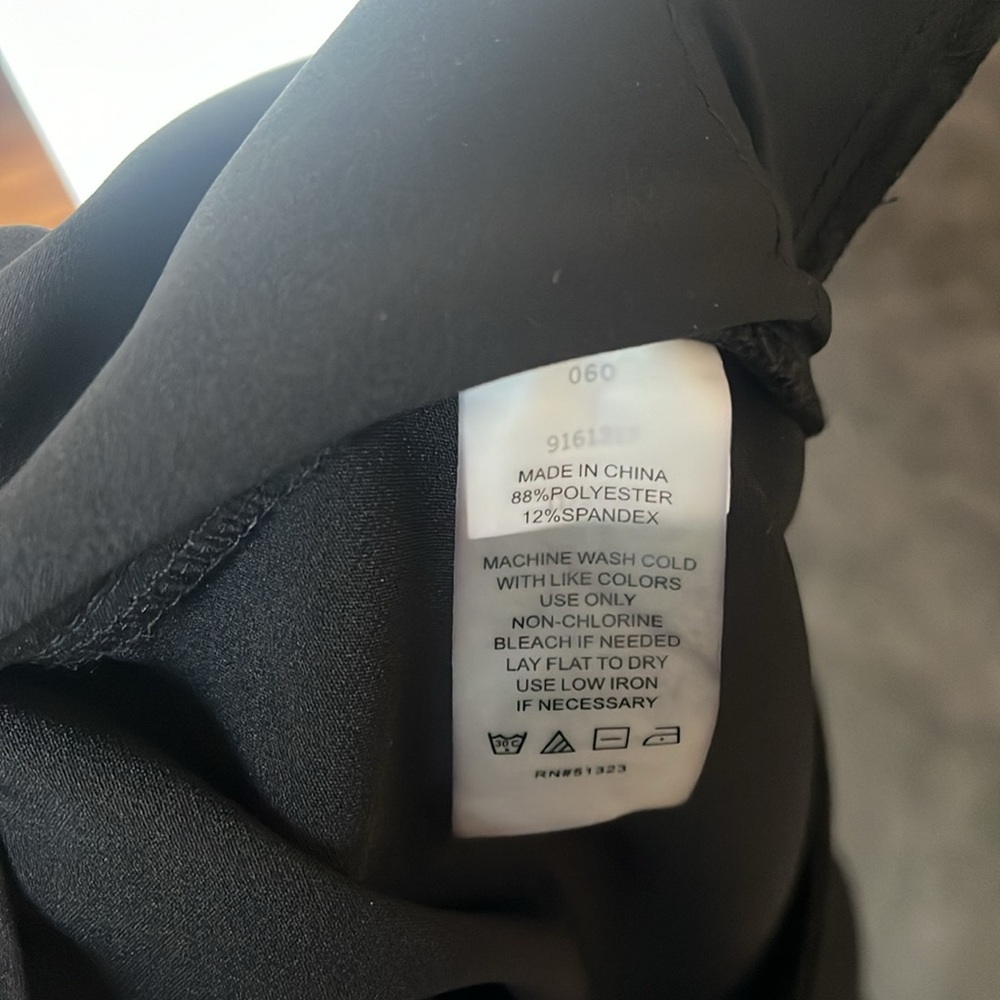 060
MADE IN CHINA
88%POLYESTER
12%SPANDEX
MACHINE WASH COLD
WITH LIKE COLORS
USE ONLY
NON-CHLORINE
BLEACH IF NEEDED
LAY FLAT TO DRY
USE LOW IRON
IF NECESSARY
30 C
RN#51323